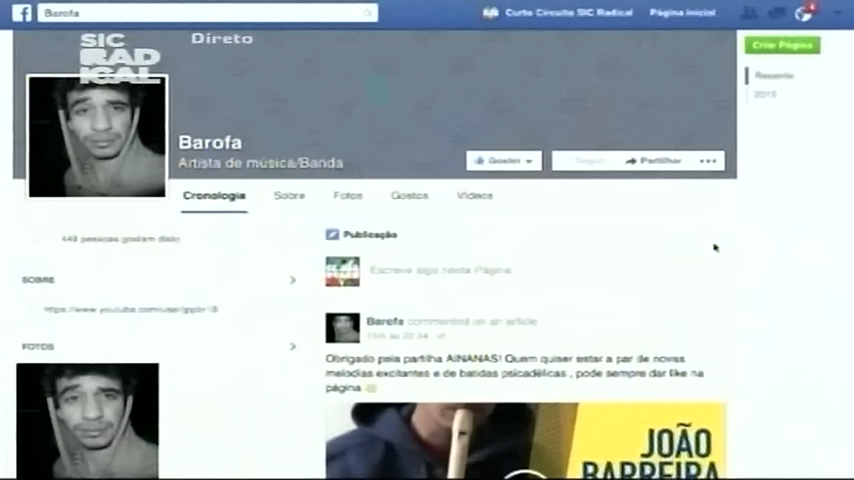 Barofa
Curto Circuito SIC Radical
Página inicial
SIC
RAD
ICAL
Direto
Criar Página
Recente
2015
Barofa
Artista de música/Banda
Gostei
Partilhar
Cronologia
Sobre
Fotos
Gostos
Vídeos
449 pessoas gostam disto
Publicação
Escreve algo nesta Página
SOBRE
Barofa commented on an article
FOTOS
Obrigado pela partilha AINANAS! Quem quiser estar a par de novas
melodias excitantes e de batidas psicadélicas , pode sempre dar like na
página
JOÃO
BARREIRA